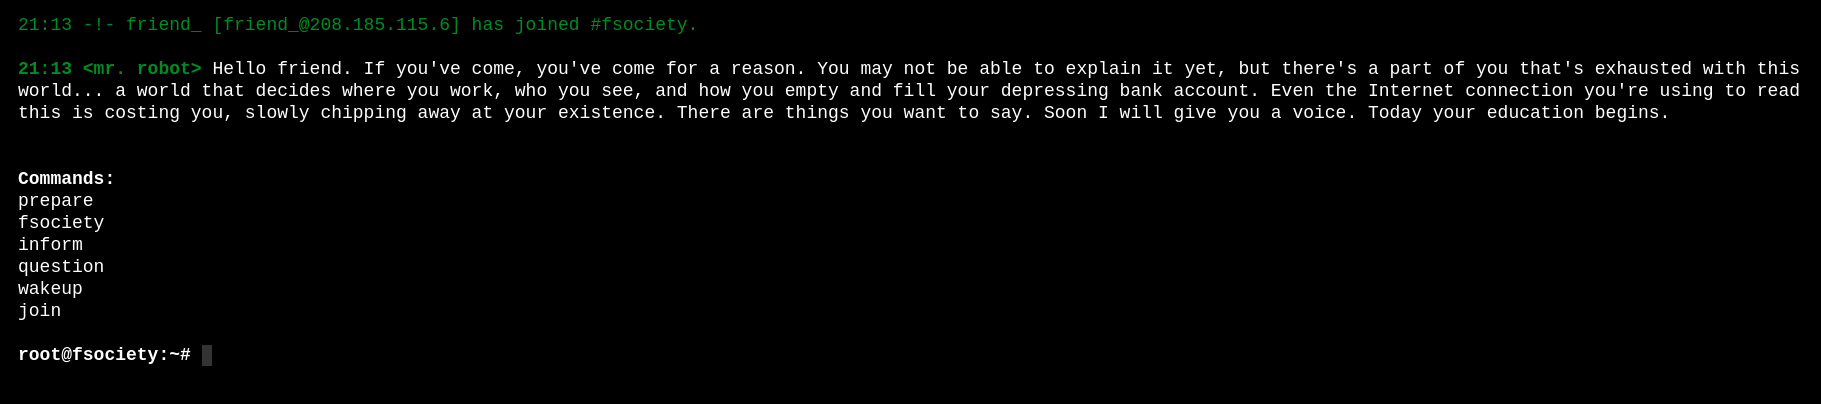 21:13 -!- friend_ [friend_@208.185.115.6] has joined #fsociety.
21:13 <mr. robot> Hello friend. If you've come, you've come for a reason. You may not be able to explain it yet, but there's a part of you that's exhausted with this
world... a world that decides where you work, who you see, and how you empty and fill your depressing bank account. Even the Internet connection you're using to read
this is costing you, slowly chipping away at your existence. There are things you want to say. Soon I will give you a voice. Today your education begins.
Commands:
prepare
fsociety
inform
question
wakeup
join
root@fsociety:~#